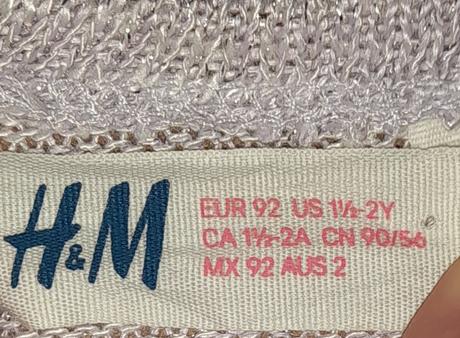 H&M
EUR 92 US 1½-2Y
CA 1½-2A CN 90/56
MX 92 AUS 2